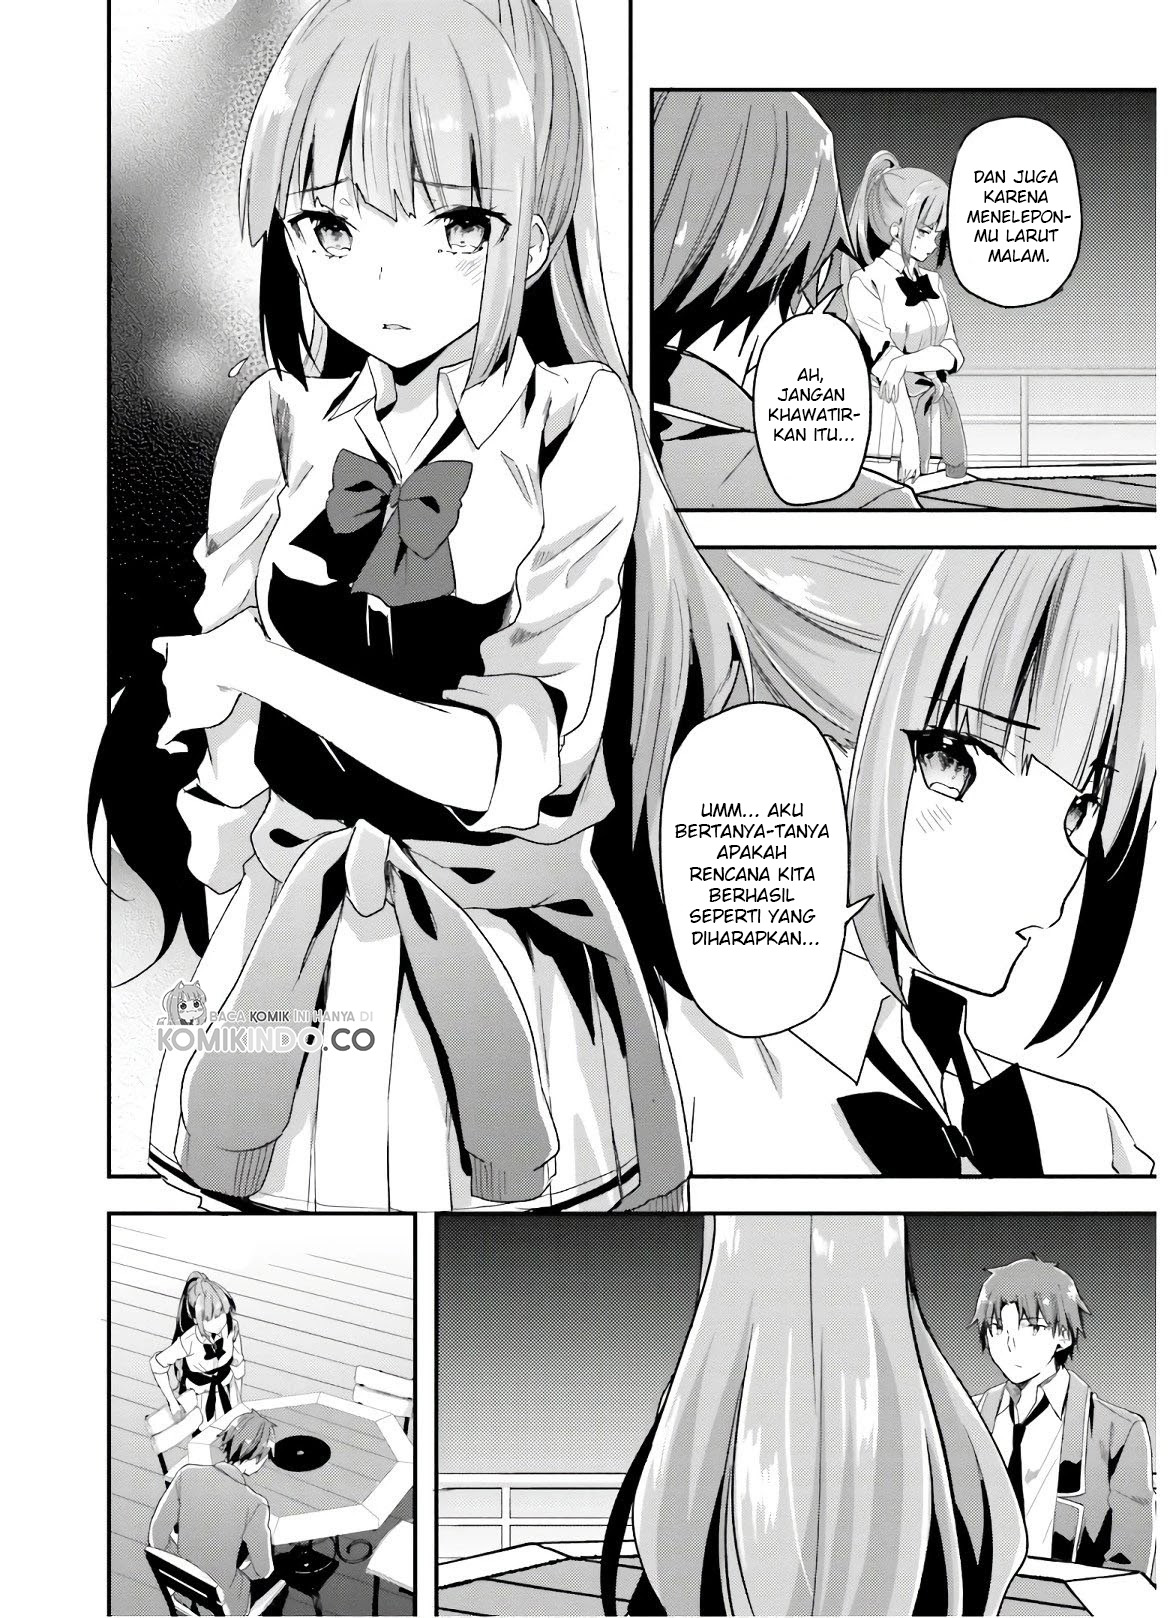 DAN JUGA
KARENA
MENELEPON-
MU LARUT
MALAM.
AH,
JANGAN
KHAWATIR-
KAN ITU...
UMM... AKU
BERTANYA-TANYA
APAKAH
RENCANA KITA
BERHASIL
SEPERTI YANG
DIHARAPKAN...
BACA KOMIK INI HANYA DI
KOMIKINDO.CO